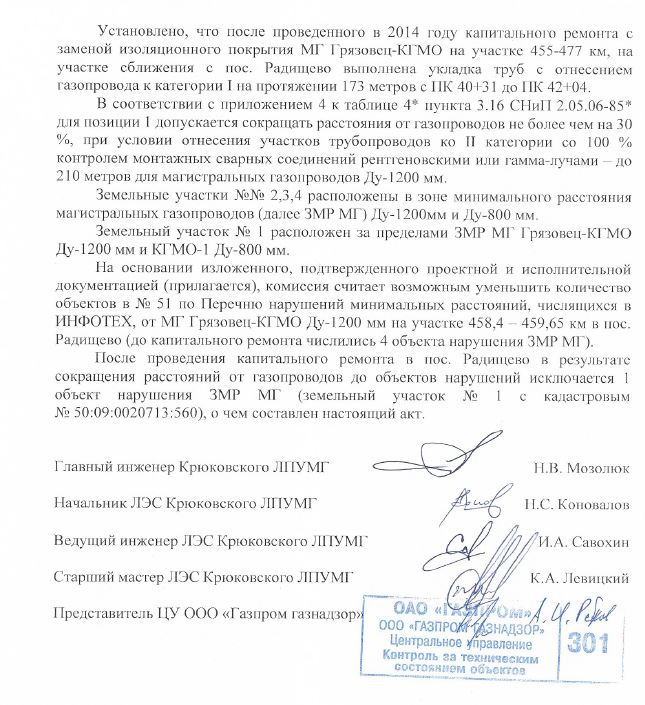 Установлено, что после проведенного в 2014 году капитального ремонта с
заменой изоляционного покрытия МГ Грязовец-КГМО на участке 455-477 км, на
участке сближения с пос. Радищево выполнена укладка труб с отнесением
газопровода к категории I на протяжении 173 метров с ПК 40+31 до ПК 42+04.
В соответствии с приложением 4 к таблице 4* пункта 3.16 СНиП 2.05.06-85*
для позиции I допускается сокращать расстояния от газопроводов не более чем на 30
%, при условии отнесения участков трубопроводов ко II категории со 100 %
контролем монтажных сварных соединений рентгеновскими или гамма-лучами – до
210 метров для магистральных газопроводов Ду-1200 мм.
Земельные участки №№ 2,3,4 расположены в зоне минимального расстояния
магистральных газопроводов (далее ЗМР МГ) Ду-1200мм и Ду-800 мм.
Земельный участок № 1 расположен за пределами ЗМР МГ Грязовец-КГМО
Ду-1200 мм и КГМО-1 Ду-800 мм.
На основании изложенного, подтвержденного проектной и исполнительной
документацией (прилагается), комиссия считает возможным уменьшить количество
объектов в № 51 по Перечню нарушений минимальных расстояний, числящихся в
ИНФОТЕХ, от МГ Грязовец-КГМО Ду-1200 мм на участке 458,4 – 459,65 км в пос.
Радищево (до капитального ремонта числились 4 объекта нарушения ЗМР МГ).
После проведения капитального ремонта в пос. Радищево в результате
сокращения расстояний от газопроводов до объектов нарушений исключается 1
объект нарушения ЗМР МГ (земельный участок № 1 с кадастровым
№ 50:09:0020713:560), о чем составлен настоящий акт.
Главный инженер Крюковского ЛПУМГ Н.В. Мозолюк
Начальник ЛЭС Крюковского ЛПУМГ Н.С. Коновалов
Ведущий инженер ЛЭС Крюковского ЛПУМГ И.А. Савохин
Старший мастер ЛЭС Крюковского ЛПУМГ К.А. Левицкий
Представитель ЦУ ООО «Газпром газнадзор»
ОАО «ГАЗПРОМ»
ООО «ГАЗПРОМ ГАЗНАДЗОР»
Центральное управление
Контроль за техническим
состоянием объектов
301